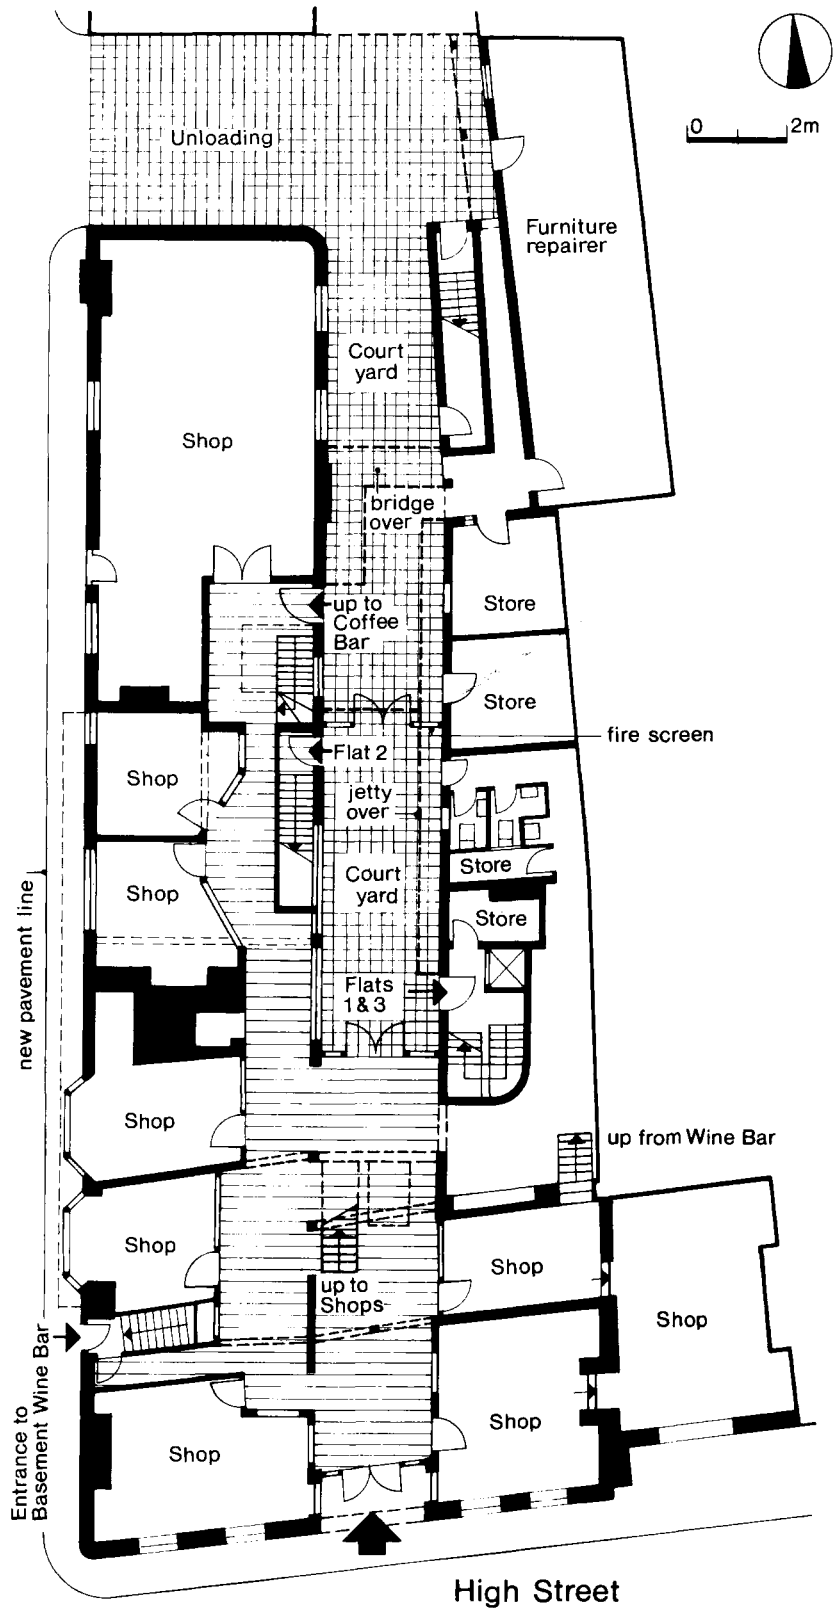 0 2m
Unloading
Furniture
repairer
Court
yard
Shop
bridge
over
up to
Coffee
Bar
Store
Store
fire screen
Flat 2
Shop
jetty
over
Store
Court
yard
Shop
Store
new pavement line
Flats
1 & 3
Shop
up from Wine Bar
Shop
Shop
up to
Shops
Shop
Entrance to
Basement Wine Bar
Shop
Shop
High Street